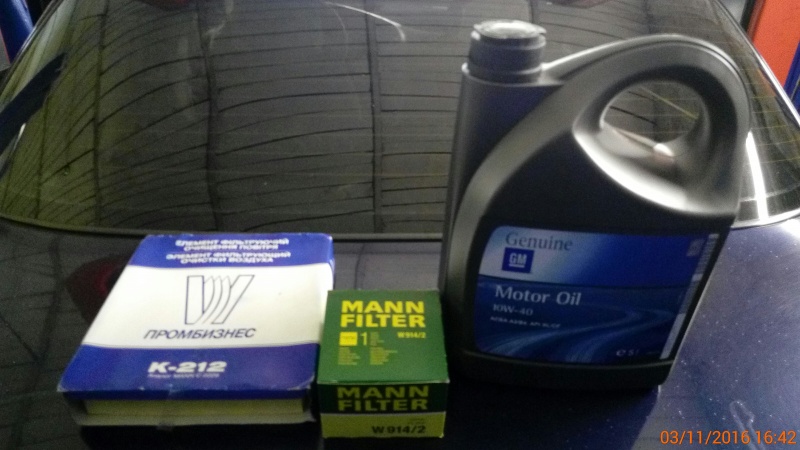 ЕЛЕМЕНТ ФІЛЬТРУЮЧИЙ
ОЧИЩЕННЯ ПОВІТРЯ
ЭЛЕМЕНТ ФИЛЬТРУЮЩИЙ
ОЧИСТКИ ВОЗДУХА
ПРОМБИЗНЕС
К-212
MANN
FILTER
W 914/2
1
MANN
FILTER
W 914/2
Genuine
GM
Motor Oil
10W-40
03/11/2016 16:42